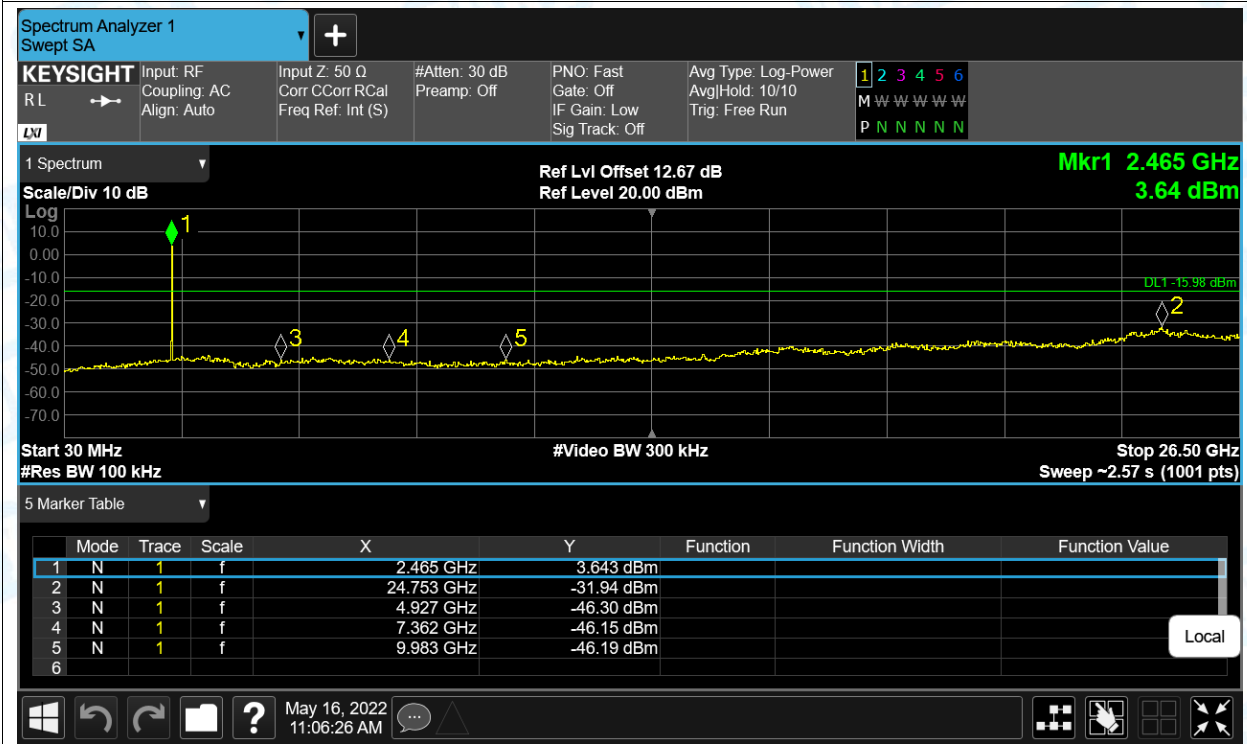 Spectrum Analyzer 1
Swept SA
KEYSIGHT
R L
LXI
Input: RF
Coupling: AC
Align: Auto
Input Z: 50 Ω
Corr CCorr RCal
Freq Ref: Int (S)
#Atten: 30 dB
Preamp: Off
PNO: Fast
Gate: Off
IF Gain: Low
Sig Track: Off
Avg Type: Log-Power
Avg|Hold: 10/10
Trig: Free Run
1 2 3 4 5 6
M W W W W W
P N N N N N
1 Spectrum
Scale/Div 10 dB
Ref Lvl Offset 12.67 dB
Ref Level 20.00 dBm
Mkr1 2.465 GHz
3.64 dBm
Log
10.0
0.00
-10.0
-20.0
-30.0
-40.0
-50.0
-60.0
-70.0
1
DL1 -15.98 dBm
2
3
4
5
Start 30 MHz
#Res BW 100 kHz
#Video BW 300 kHz
Stop 26.50 GHz
Sweep ~2.57 s (1001 pts)
5 Marker Table
Mode Trace Scale X Y Function Function Width Function Value
1 N 1 f 2.465 GHz 3.643 dBm
2 N 1 f 24.753 GHz -31.94 dBm
3 N 1 f 4.927 GHz -46.30 dBm
4 N 1 f 7.362 GHz -46.15 dBm
5 N 1 f 9.983 GHz -46.19 dBm
6
Local
?
May 16, 2022
11:06:26 AM